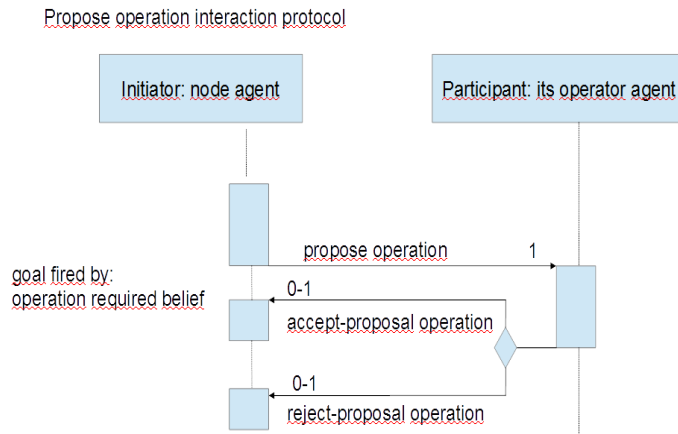 Propose operation interaction protocol
Initiator: node agent
Participant: its operator agent
propose operation
1
goal fired by:
operation required belief
0-1
accept-proposal operation
0-1
reject-proposal operation